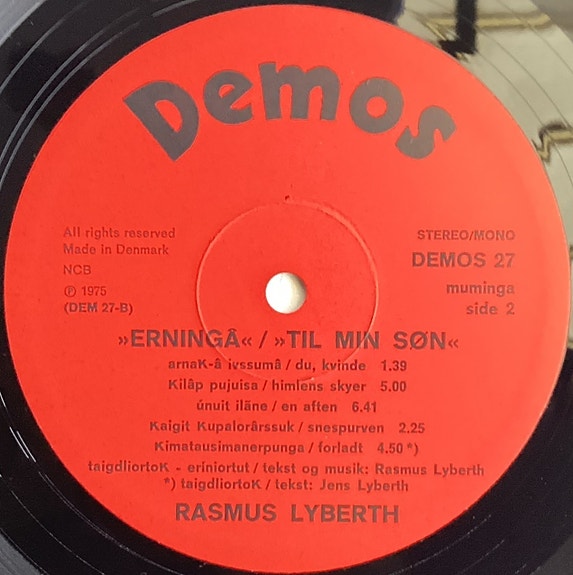 Demos
All rights reserved
Made in Denmark
NCB
℗ 1975
(DEM 27-B)
STEREO/MONO
DEMOS 27
muminga
side 2
»ERNINGÂ« / »TIL MIN SØN«
arnaK-â ivssumâ / du, kvinde 1.39
Kilâp pujuisa / himlens skyer 5.00
únuit ilãne / en aften 6.41
Kaigit Kupalorârssuk / snespurven 2.25
Kimatausimanerpunga / forladt 4.50 *)
taigdliortoK - eríniortut / tekst og musik: Rasmus Lyberth
*) taigdliortoK / tekst: Jens Lyberth
RASMUS LYBERTH